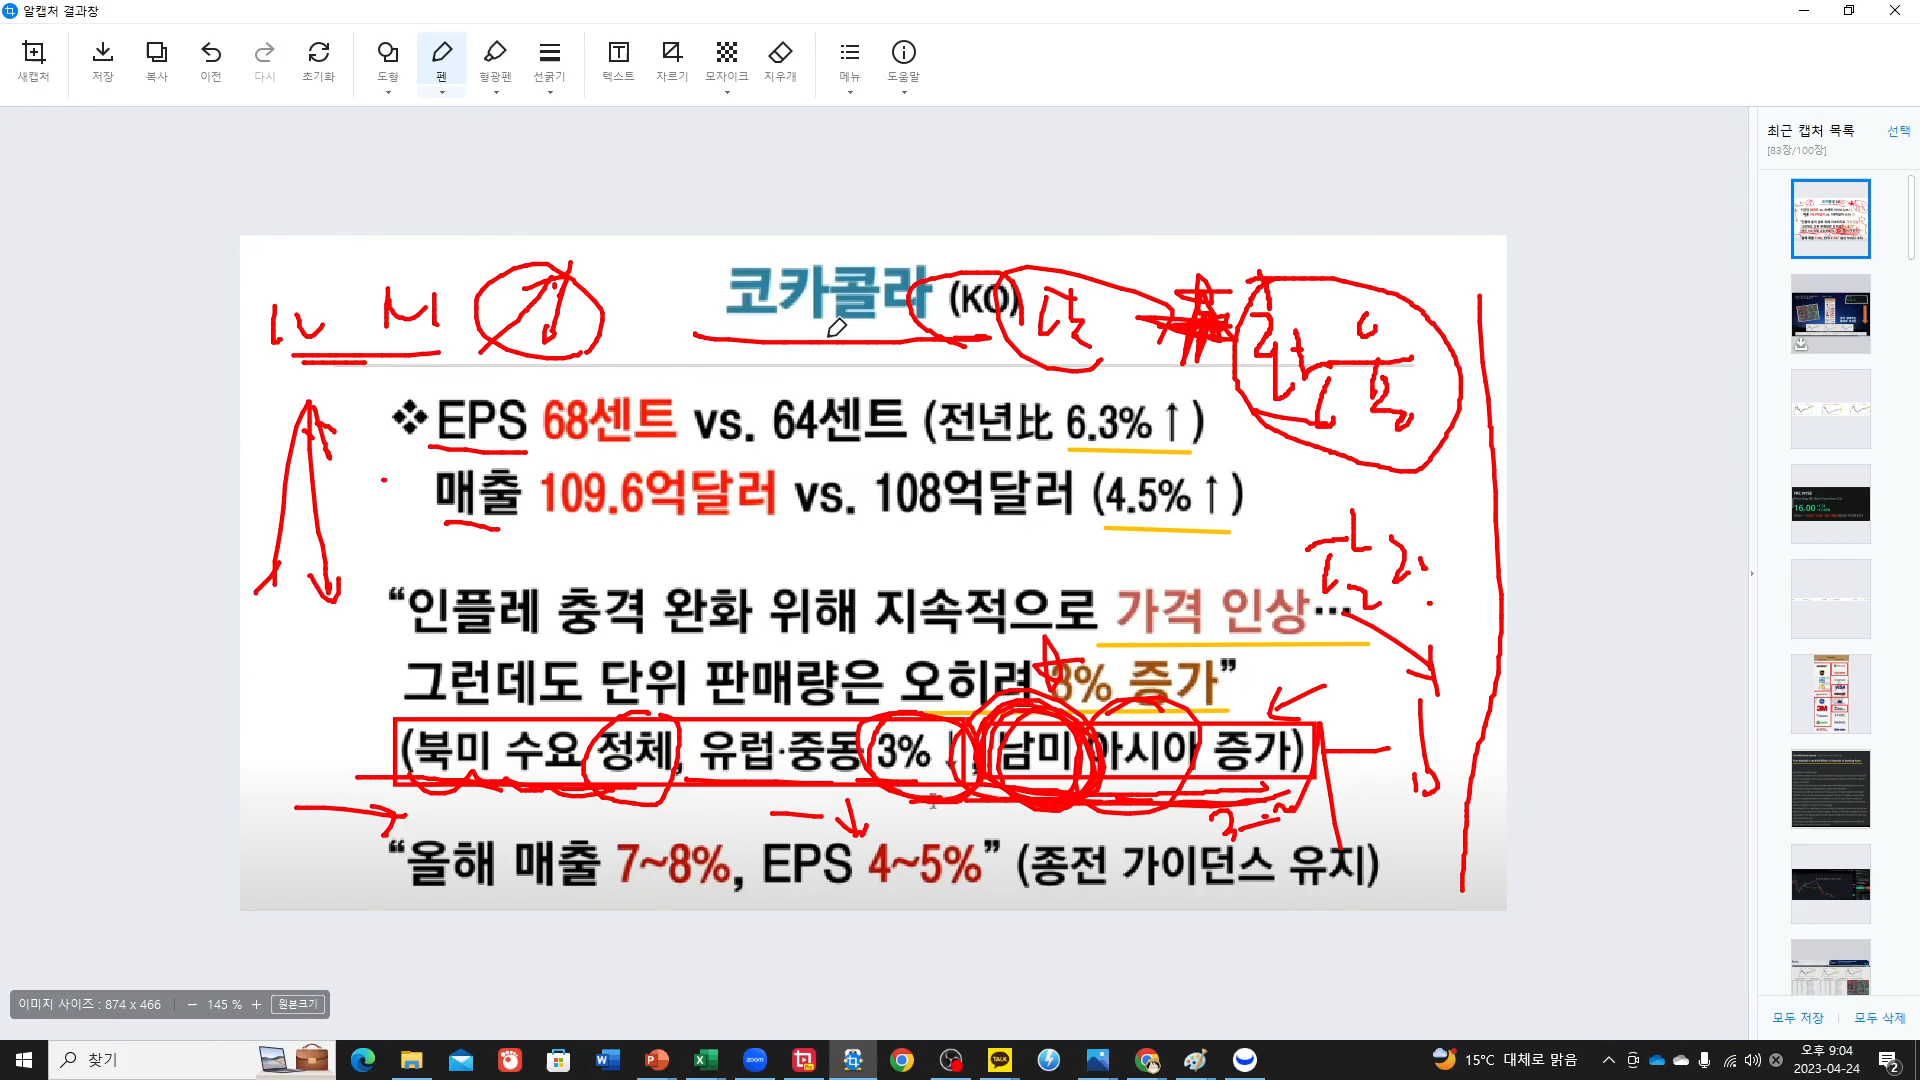 알캡처 결과창
새캡처 저장 복사 이전 다시 초기화 도형 펜 형광펜 선굵기 텍스트 자르기 모자이크 지우개 메뉴 도움말
최근 캡처 목록 선택
[83장/100장]
코카콜라 (KO)
❖EPS 68센트 vs. 64센트 (전년比 6.3%↑)
매출 109.6억달러 vs. 108억달러 (4.5%↑)
“인플레 충격 완화 위해 지속적으로 가격 인상…
그런데도 단위 판매량은 오히려 3% 증가”
(북미 수요 정체, 유럽·중동 3%↓, 남미 아시아 증가)
“올해 매출 7~8%, EPS 4~5%” (종전 가이던스 유지)
이미지 사이즈 : 874 x 466 − 145 % + 원본크기
모두 저장 모두 삭제
찾기
15°C 대체로 맑음
오후 9:04
2023-04-24
2